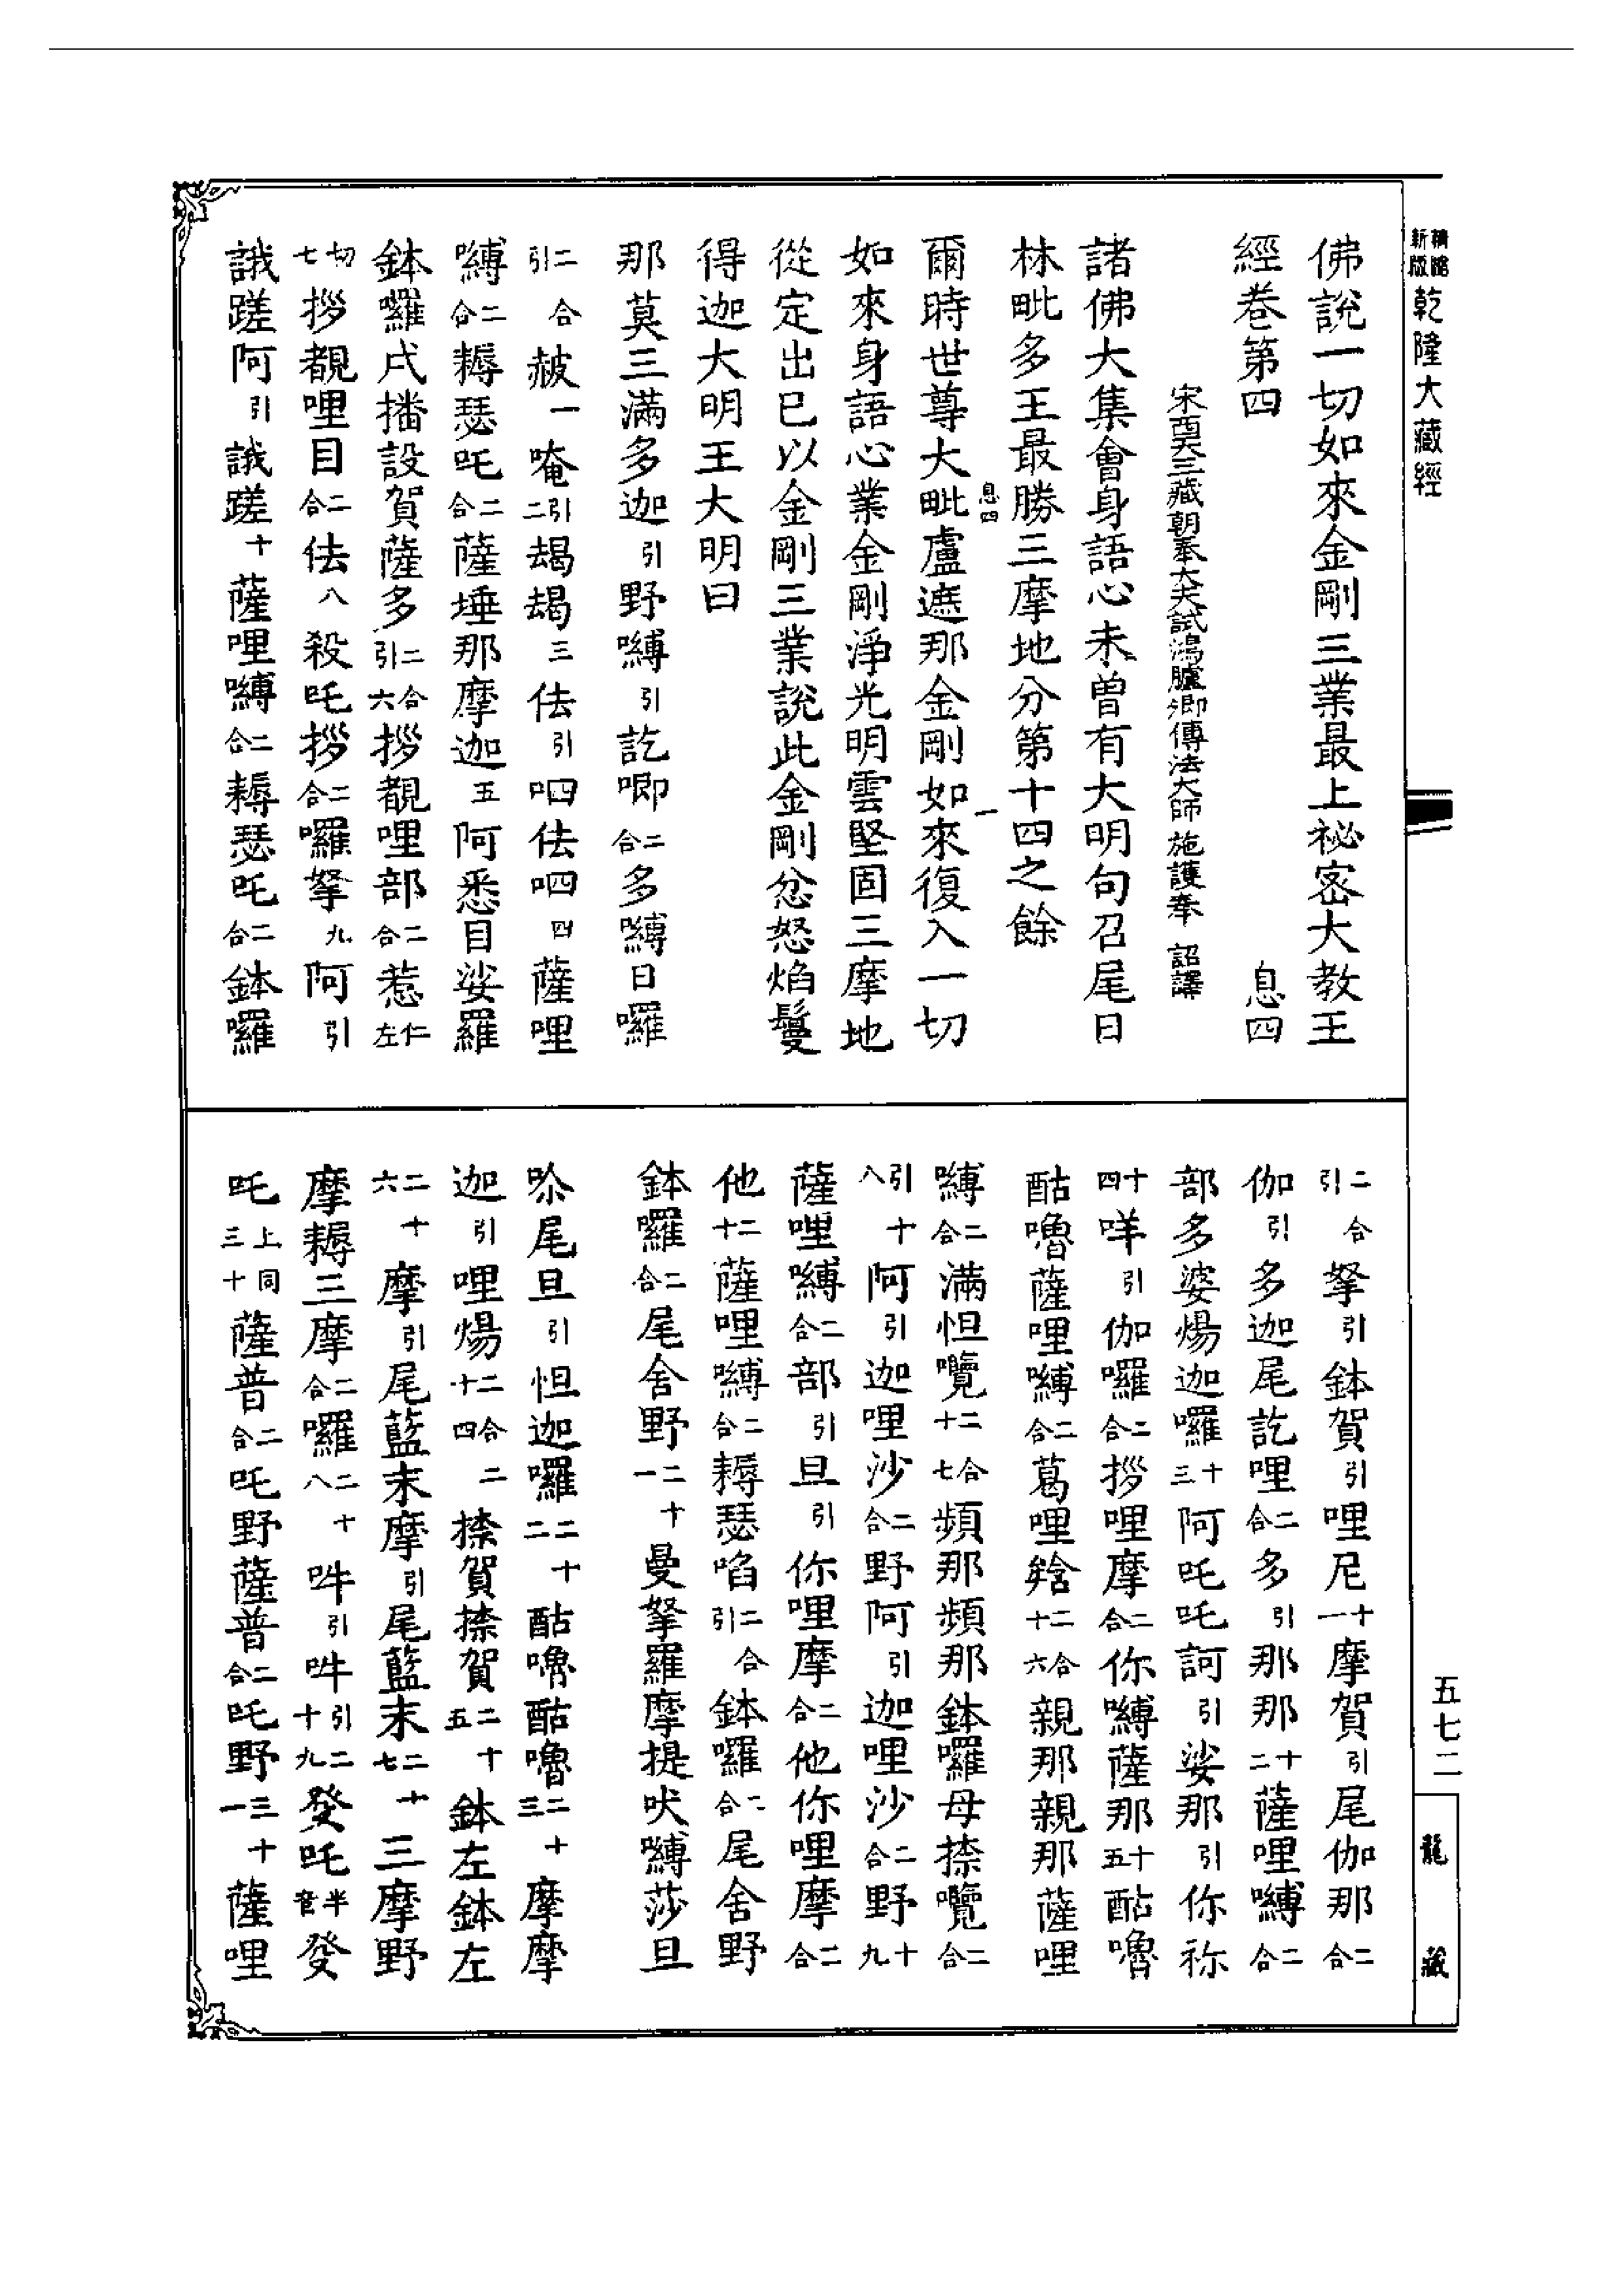 精縮新版乾隆大藏經
佛說一切如來金剛三業最上祕密大教王
經卷第四 息四
宋西天三藏朝奉大夫試鴻臚卿傳法大師施護奉 詔譯
諸佛大集會身語心未曾有大明句召尾日
林毗多王最勝三摩地分第十四之餘
息四 一
爾時世尊大毗盧遮那金剛如來復入一切
如來身語心業金剛淨光明雲堅固三摩地
從定出已以金剛三業說此金剛忿怒焰鬘
得迦大明王大明曰
那莫三滿多迦引野嚩引訖唧二合多嚩日囉
二合引赧一唵引二朅朅三佉引呬佉呬四薩哩
嚩二合耨瑟吒二合薩埵那摩迦五阿悉目娑羅
鉢囉戌播設賀薩多二合引六拶覩哩部二合惹仁左
切七拶覩哩目二合佉八殺吒拶二合囉拏九阿引
誐蹉阿引誐蹉十薩哩嚩二合耨瑟吒二合鉢囉
二合引拏引鉢賀引哩尼十一摩賀引尾伽那二合
伽引多迦尾訖哩二合多引那那十二薩哩嚩二合
部多婆煬迦囉十三阿吒吒訶引娑那引你祢
十四哶引伽囉二合拶哩摩二合你嚩薩那十五酤嚕
酤嚕薩哩嚩二合葛哩二合十六親那親那薩哩
嚩二合滿怛囕二合十七頻那頻那鉢囉母捺囕二合
引十八阿引迦哩沙二合野阿引迦哩沙二合野十九
薩哩嚩二合部引旦引你哩摩二合他你哩摩二合
他二十薩哩嚩二合耨瑟啗二合引鉢囉二合尾舍野
鉢囉二合尾舍野二十一曼拏羅摩提吠嚩莎旦
尾旦引怛迦囉二十二酤嚕酤嚕二十三摩摩
迦引哩煬二合二十四捺賀捺賀二十五鉢左鉢左
二十六摩引尾藍末摩引尾藍末二十七三摩野
摩耨三摩二合囉二十八吽引吽引二十九癹吒半音癹
吒同上三十薩普二合吒野薩普二合吒野三十一薩哩
五七二
龍藏